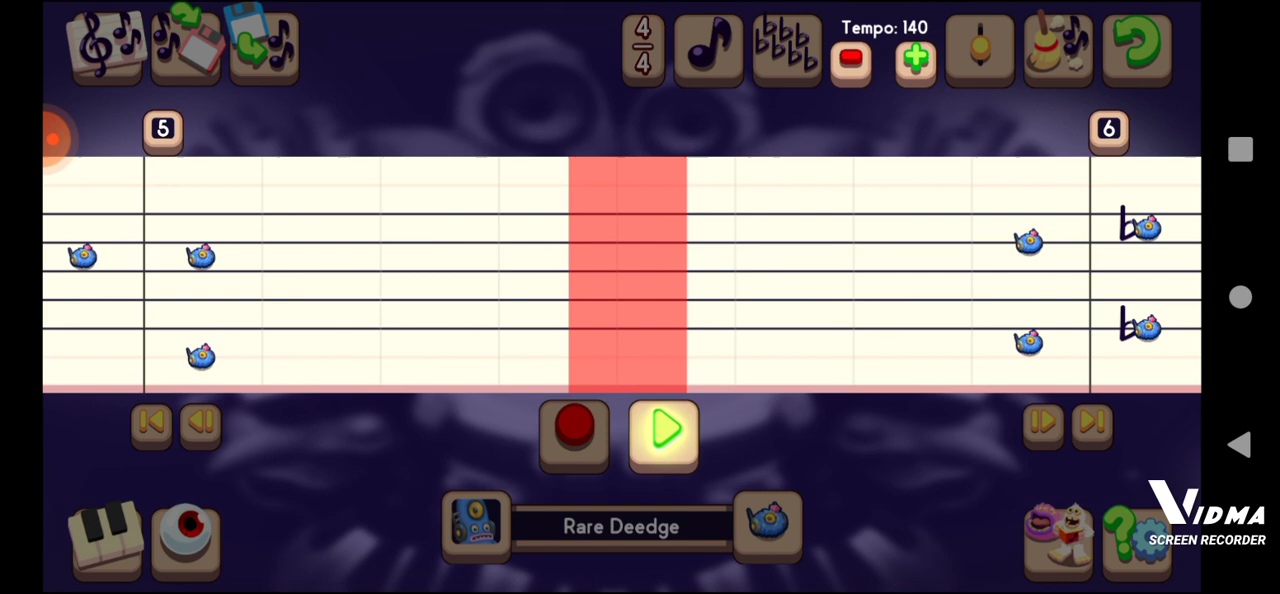 4
4
Tempo: 140
5
6
Rare Deedge
VIDMA
SCREEN RECORDER